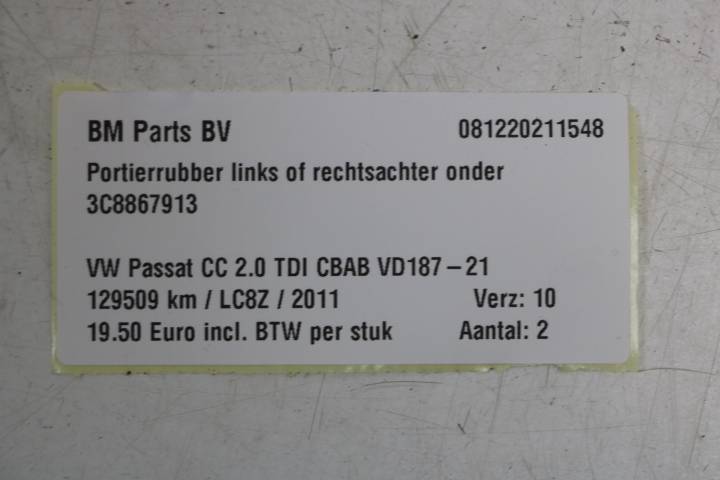 BM Parts BV 081220211548
Portierrubber links of rechtsachter onder
3C8867913
VW Passat CC 2.0 TDI CBAB VD187-21
129509 km / LC8Z / 2011 Verz: 10
19.50 Euro incl. BTW per stuk Aantal: 2